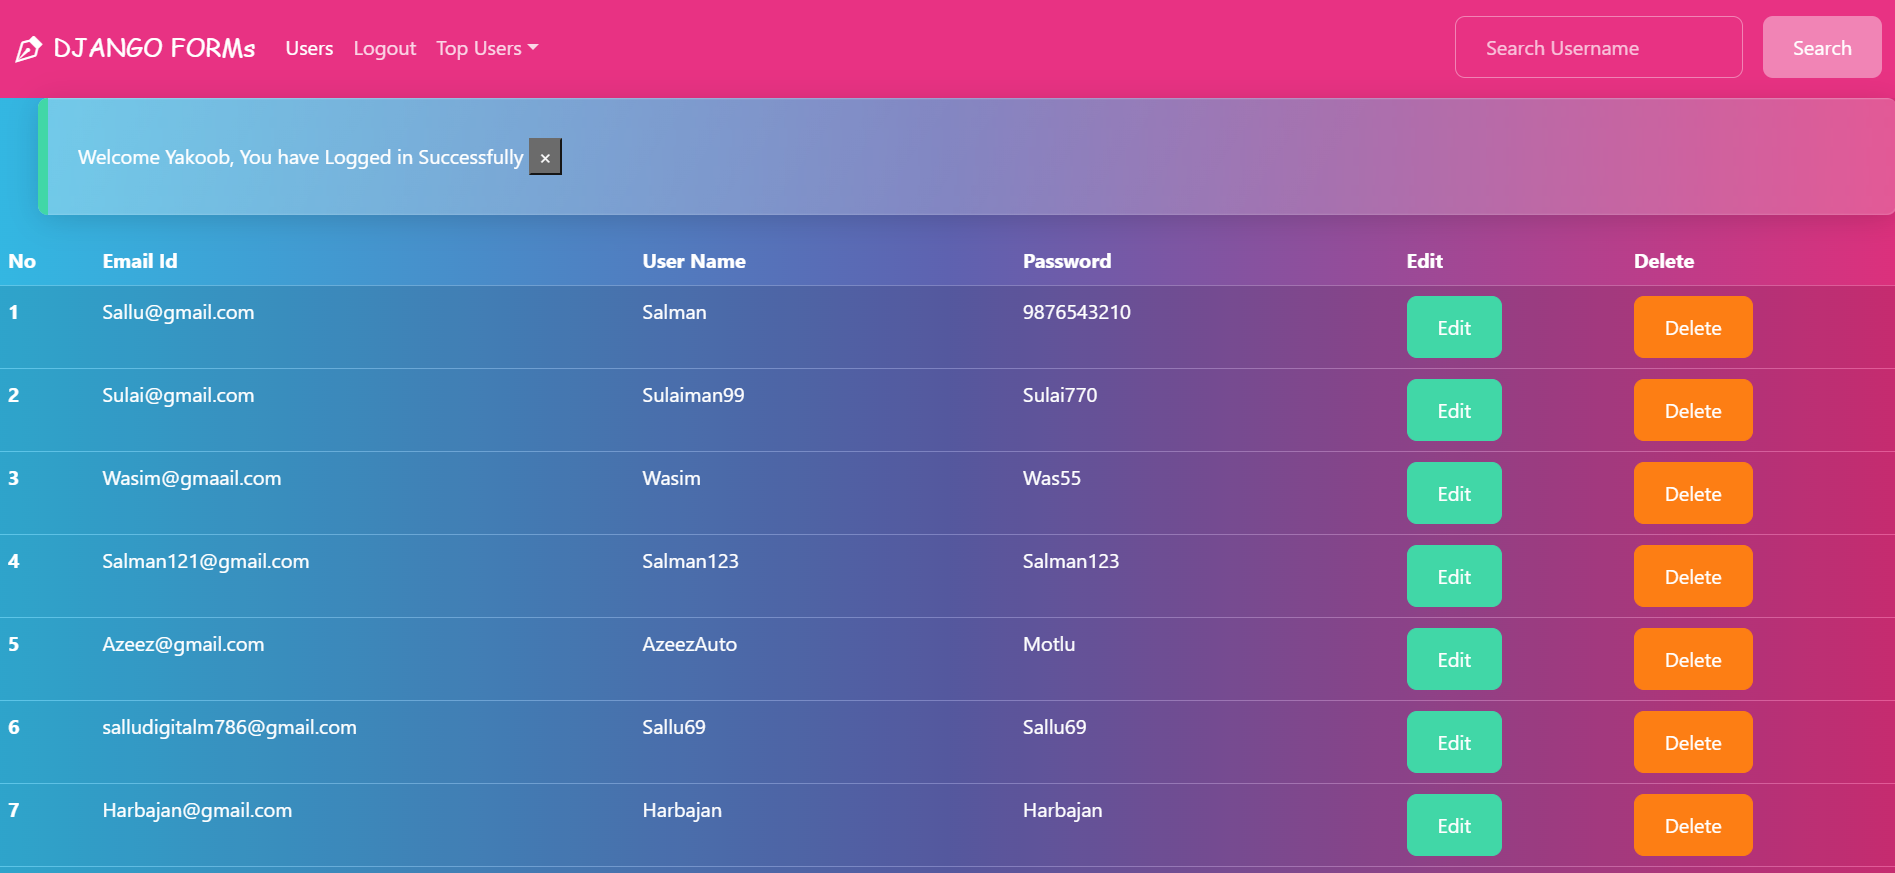 DJANGO FORMs Users Logout Top Users Search Username Search
Welcome Yakoob, You have Logged in Successfully ×
No Email Id User Name Password Edit Delete
1 Sallu@gmail.com Salman 9876543210 Edit Delete
2 Sulai@gmail.com Sulaiman99 Sulai770 Edit Delete
3 Wasim@gmaail.com Wasim Was55 Edit Delete
4 Salman121@gmail.com Salman123 Salman123 Edit Delete
5 Azeez@gmail.com AzeezAuto Motlu Edit Delete
6 salludigitalm786@gmail.com Sallu69 Sallu69 Edit Delete
7 Harbajan@gmail.com Harbajan Harbajan Edit Delete